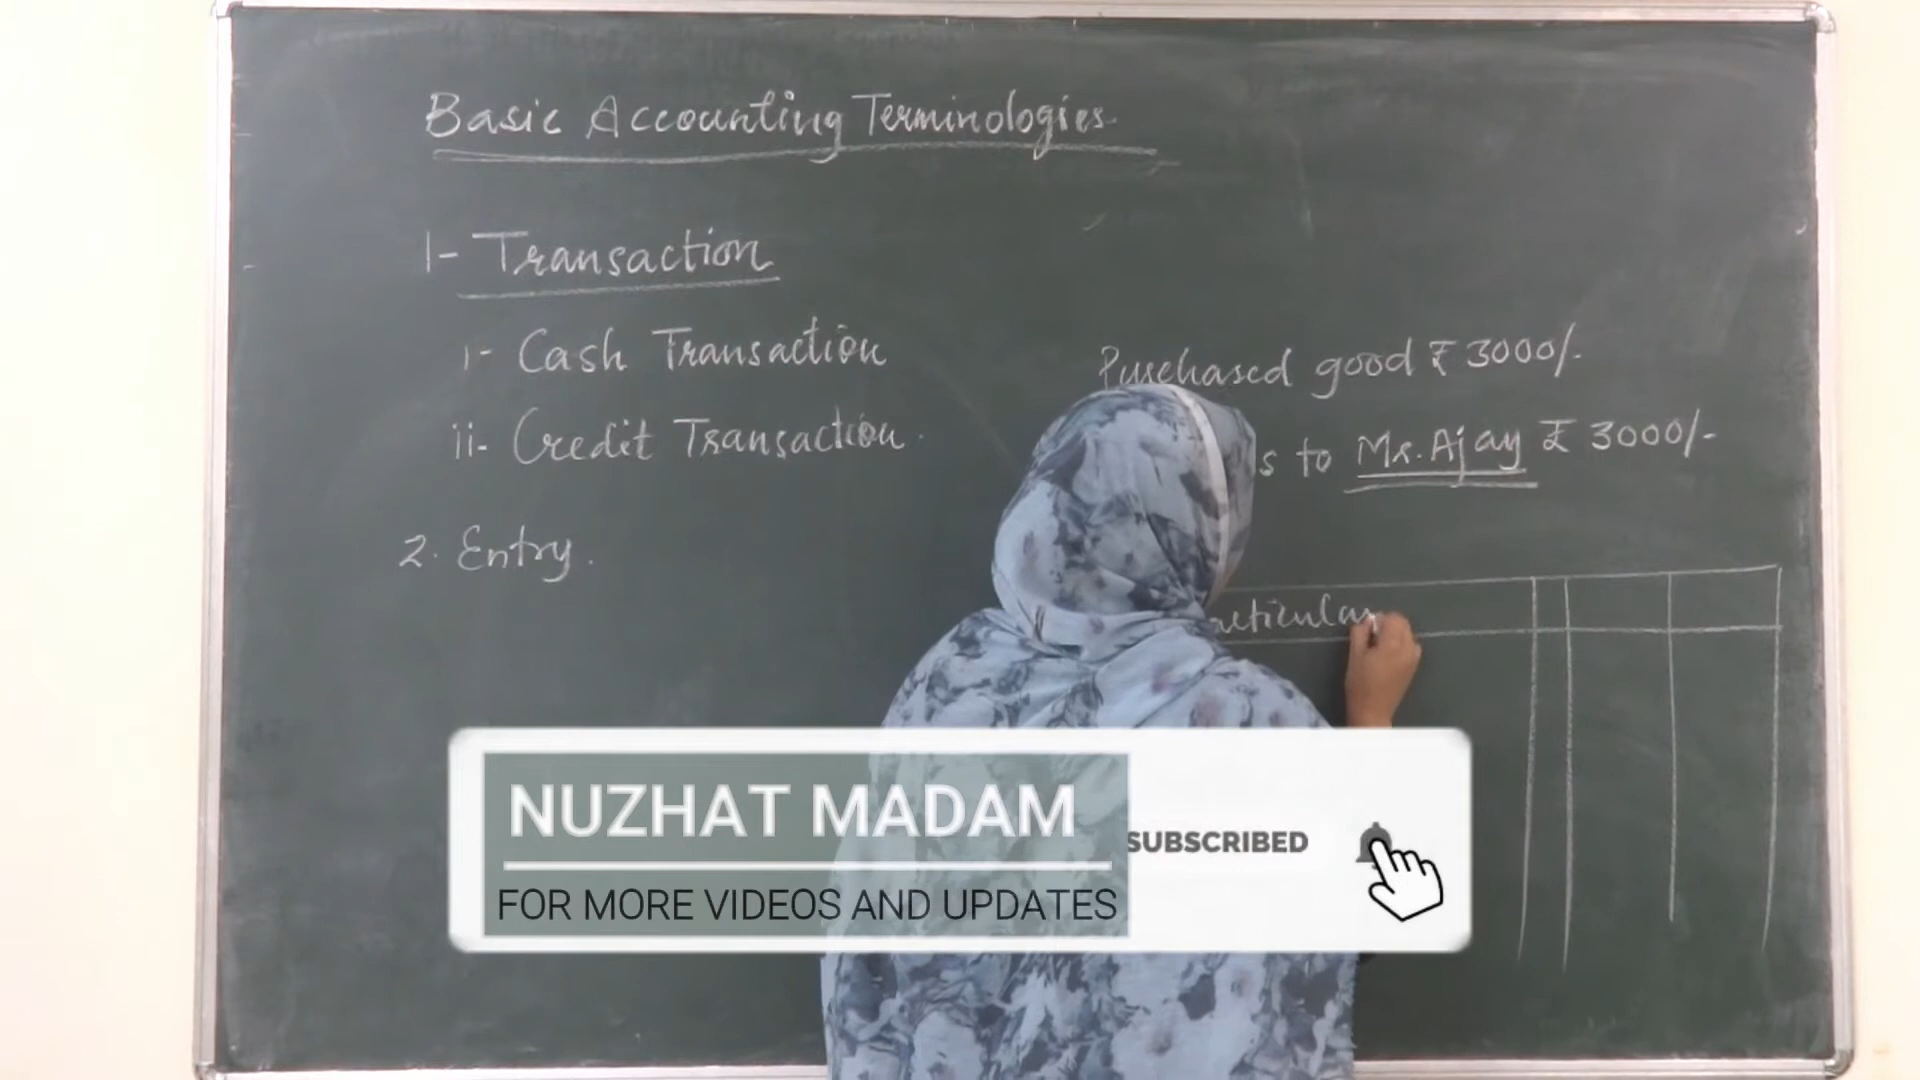 Basic Accounting Terminologies.
1- Transaction
i- Cash Transaction
ii- Credit Transaction.
2. Entry.
Purchased good ₹ 3000/-
s to Mr. Ajay ₹ 3000/-
articular
NUZHAT MADAM
FOR MORE VIDEOS AND UPDATES
SUBSCRIBED